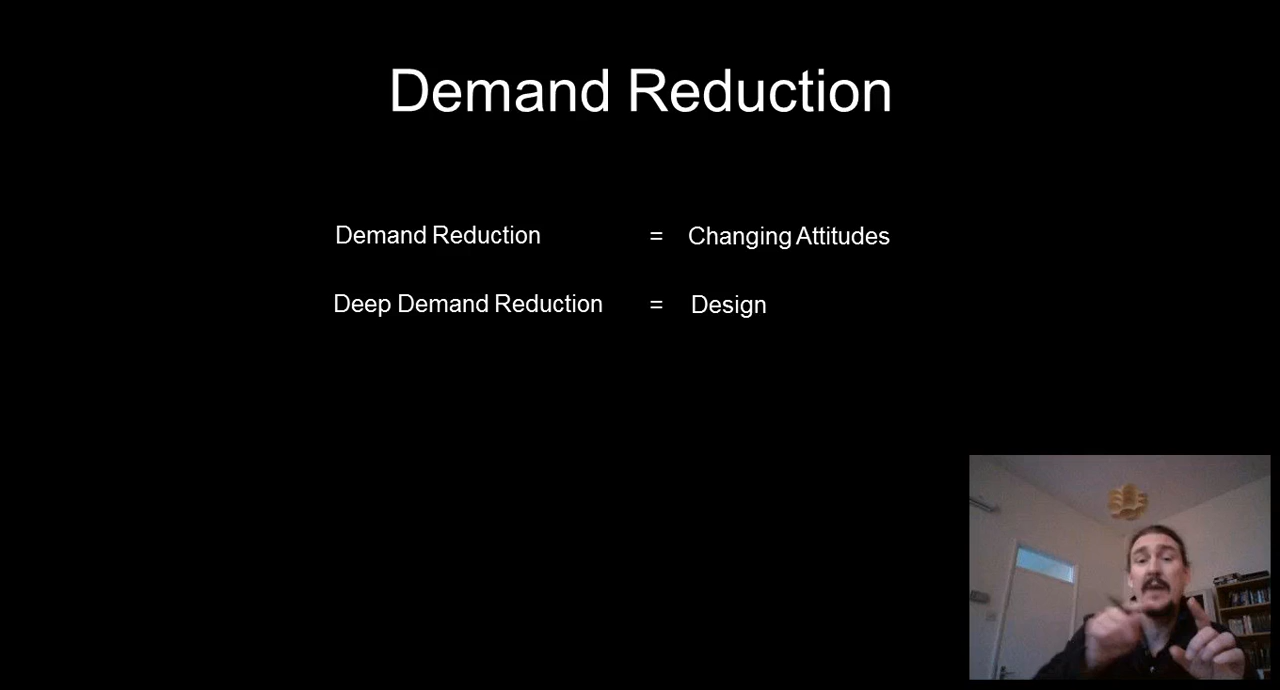 Demand Reduction
Demand Reduction = Changing Attitudes
Deep Demand Reduction = Design